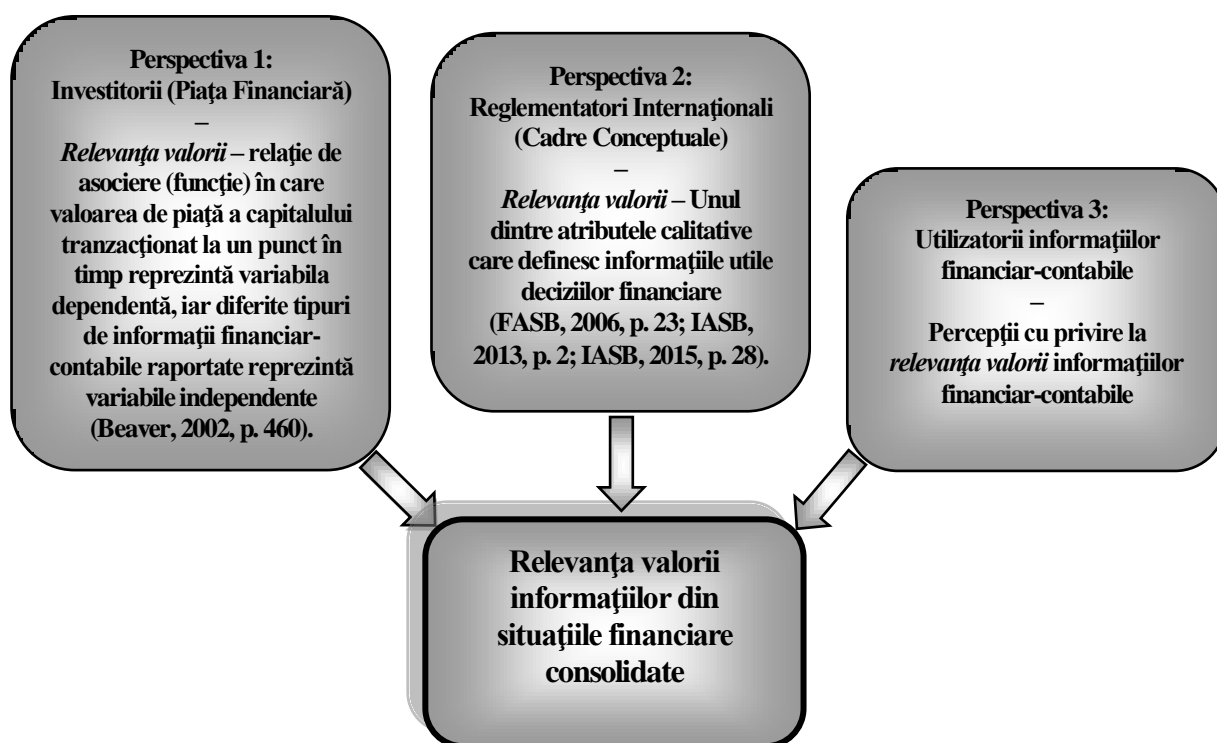 Perspectiva 1:
Investitorii (Piaţa Financiară)
–
Relevanţa valorii – relaţie de
asociere (funcţie) în care
valoarea de piaţă a capitalului
tranzacţionat la un punct în
timp reprezintă variabila
dependentă, iar diferite tipuri
de informaţii financiar-
contabile raportate reprezintă
variabile independente
(Beaver, 2002, p. 460).
Perspectiva 2:
Reglementatori Internaţionali
(Cadre Conceptuale)
–
Relevanţa valorii – Unul
dintre atributele calitative
care definesc informaţiile utile
deciziilor financiare
(FASB, 2006, p. 23; IASB,
2013, p. 2; IASB, 2015, p. 28).
Perspectiva 3:
Utilizatorii informaţiilor
financiar-contabile
–
Percepţii cu privire la
relevanţa valorii informaţiilor
financiar-contabile
Relevanţa valorii
informaţiilor din
situaţiile financiare
consolidate